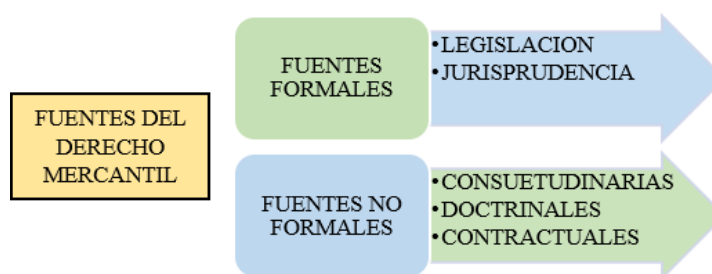 FUENTES DEL
DERECHO
MERCANTIL
FUENTES
FORMALES
•LEGISLACION
•JURISPRUDENCIA
FUENTES NO
FORMALES
•CONSUETUDINARIAS
•DOCTRINALES
•CONTRACTUALES